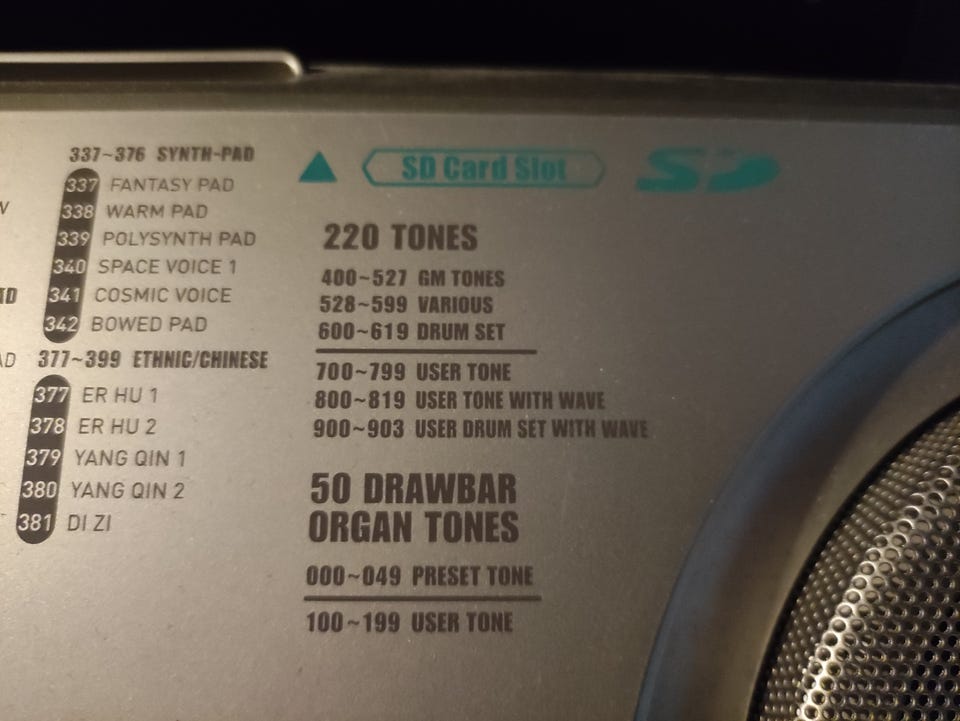 337~376 SYNTH-PAD
337 FANTASY PAD
338 WARM PAD
339 POLYSYNTH PAD
340 SPACE VOICE 1
341 COSMIC VOICE
342 BOWED PAD
377~399 ETHNIC/CHINESE
377 ER HU 1
378 ER HU 2
379 YANG QIN 1
380 YANG QIN 2
381 DI ZI
SD Card Slot
SD
220 TONES
400~527 GM TONES
528~599 VARIOUS
600~619 DRUM SET
700~799 USER TONE
800~819 USER TONE WITH WAVE
900~903 USER DRUM SET WITH WAVE
50 DRAWBAR
ORGAN TONES
000~049 PRESET TONE
100~199 USER TONE